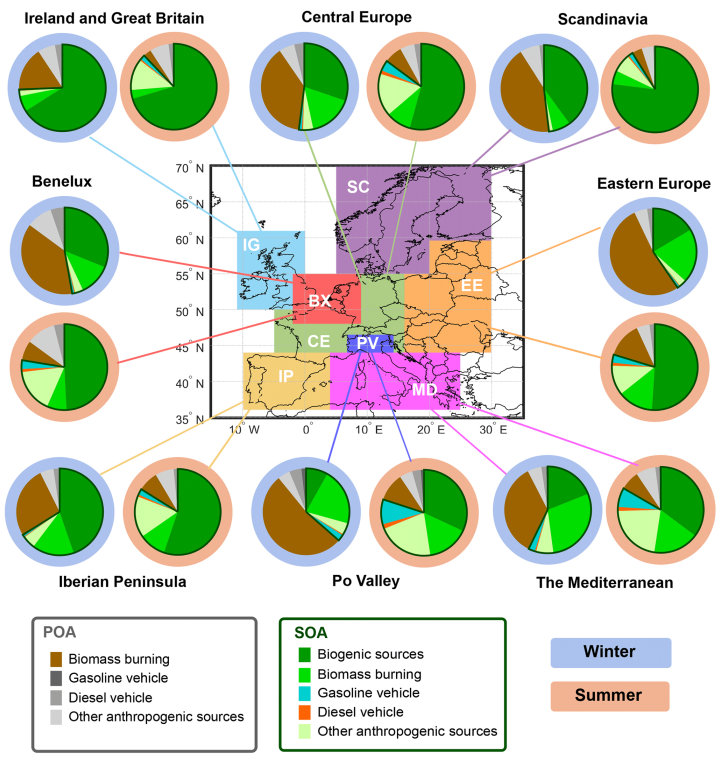 Ireland and Great Britain
Central Europe
Scandinavia
Benelux
Eastern Europe
70° N
65° N
60° N
55° N
50° N
45° N
40° N
35° N
10° W
0°
10° E
20° E
30° E
SC
IG
EE
BX
CE
PV
IP
MD
Iberian Peninsula
Po Valley
The Mediterranean
POA
Biomass burning
Gasoline vehicle
Diesel vehicle
Other anthropogenic sources
SOA
Biogenic sources
Biomass burning
Gasoline vehicle
Diesel vehicle
Other anthropogenic sources
Winter
Summer